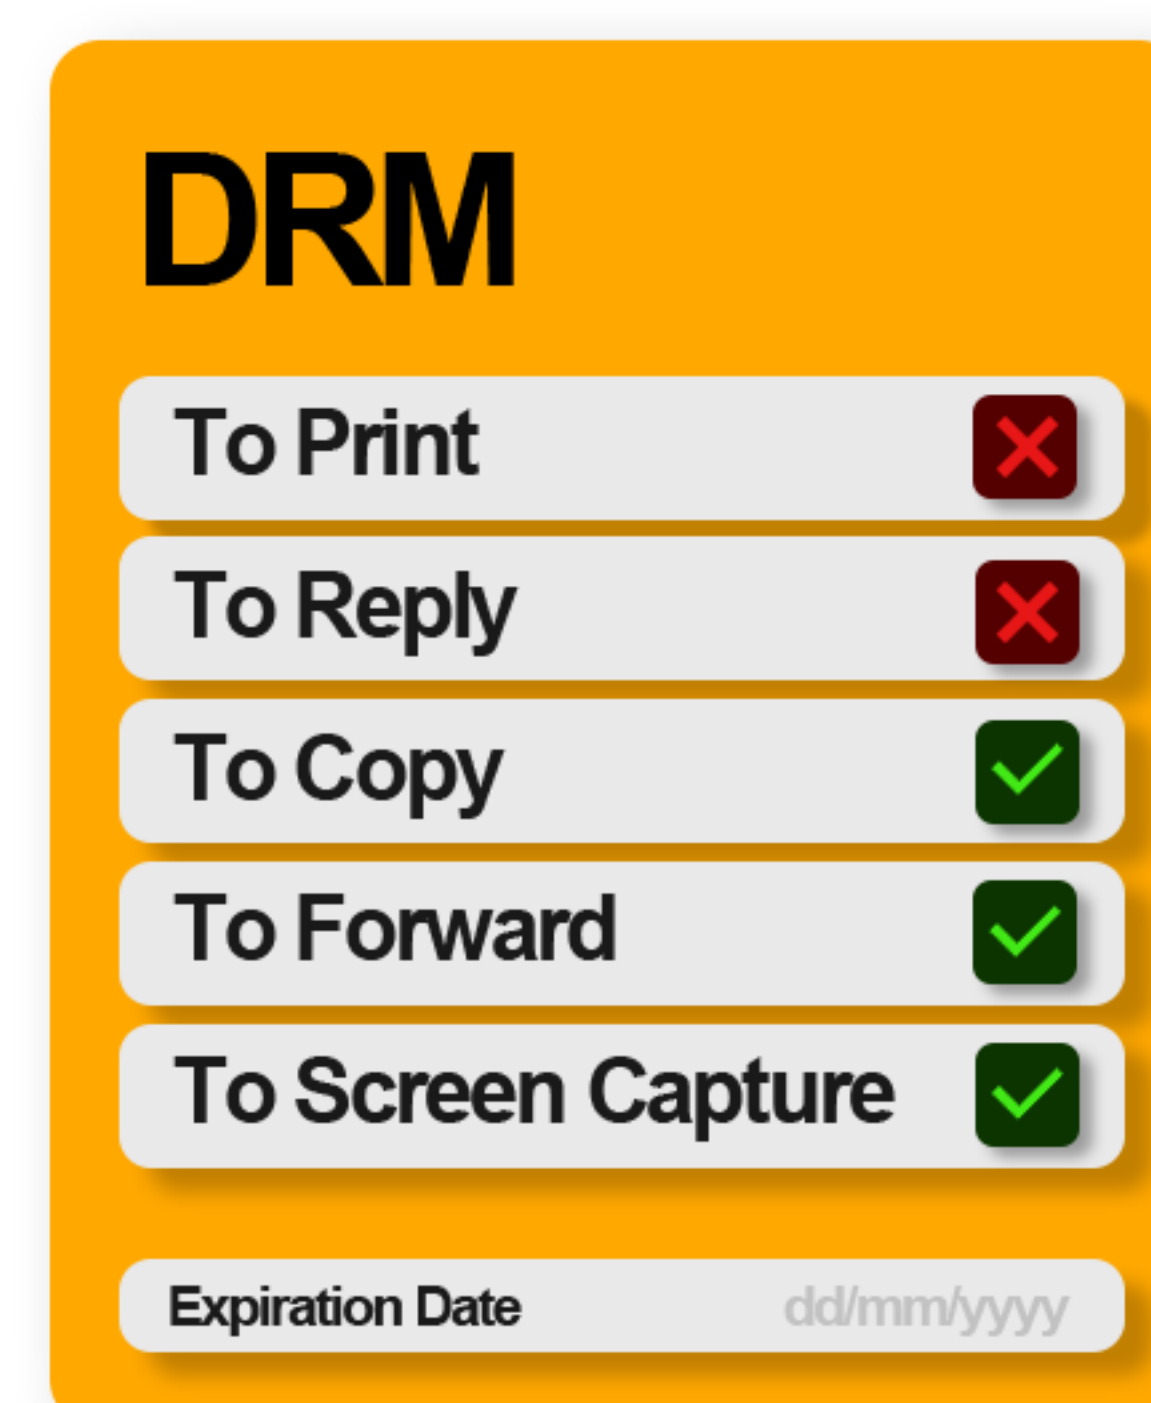 DRM
To Print
To Reply
To Copy
To Forward
To Screen Capture
Expiration Date dd/mm/yyyy